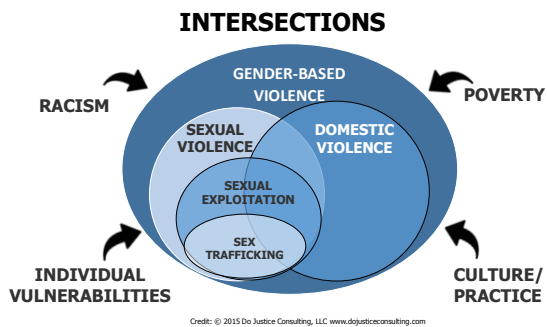 INTERSECTIONS
GENDER-BASED
VIOLENCE
RACISM
POVERTY
SEXUAL
VIOLENCE
DOMESTIC
VIOLENCE
SEXUAL
EXPLOITATION
SEX
TRAFFICKING
INDIVIDUAL
VULNERABILITIES
CULTURE/
PRACTICE
Credit: © 2015 Do Justice Consulting, LLC www.dojusticeconsulting.com